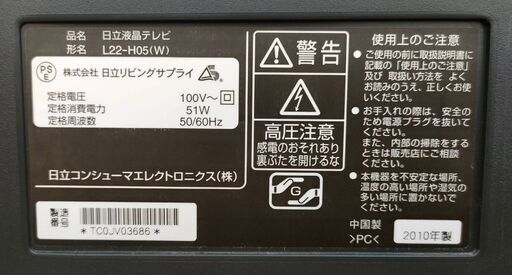 品名 日立液晶テレビ
形名 L22-H05(W)
PS
E
株式会社 日立リビングサプライ
定格電圧 100V~
定格消費電力 51W
定格周波数 50/60Hz
日立コンシューマエレクトロニクス(株)
製造番号
*TC0JV03686*
警告
高圧注意
感電のおそれあり
裏ぶたを開けるな
G
使用上のご注意
●ご使用の前に取扱説明書に
記載の「使用上のご注意」
及び 取扱い方法を よく
お読みのうえ、正しくお使
いください。
●お手入れの際は、安全の
ため電源プラグを抜いて
ください。
また、内部の掃除をする
ときは販売店にご相談
ください。
●本機器を不安定な場所、
温度の高い場所や湿気の
多い場所に置かないで
ください。
中国製
>PC<
2010年製